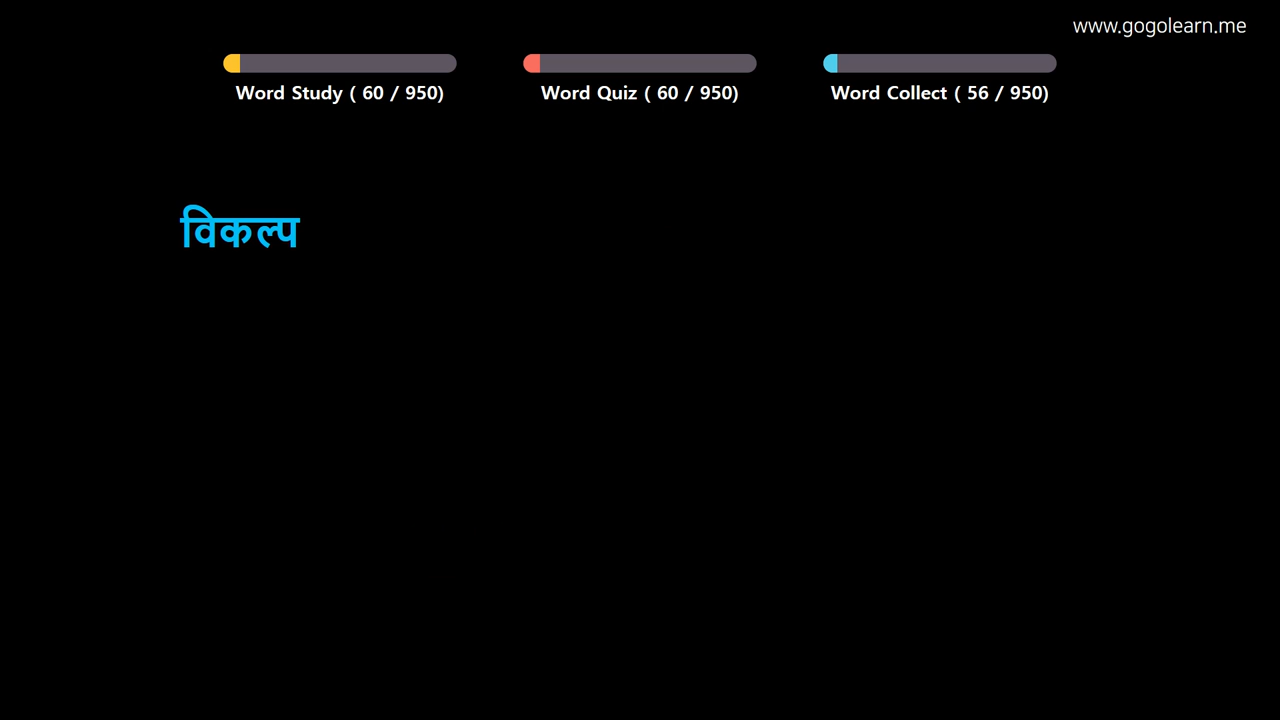 www.gogolearn.me
Word Study ( 60 / 950)
Word Quiz ( 60 / 950)
Word Collect ( 56 / 950)
विकल्प